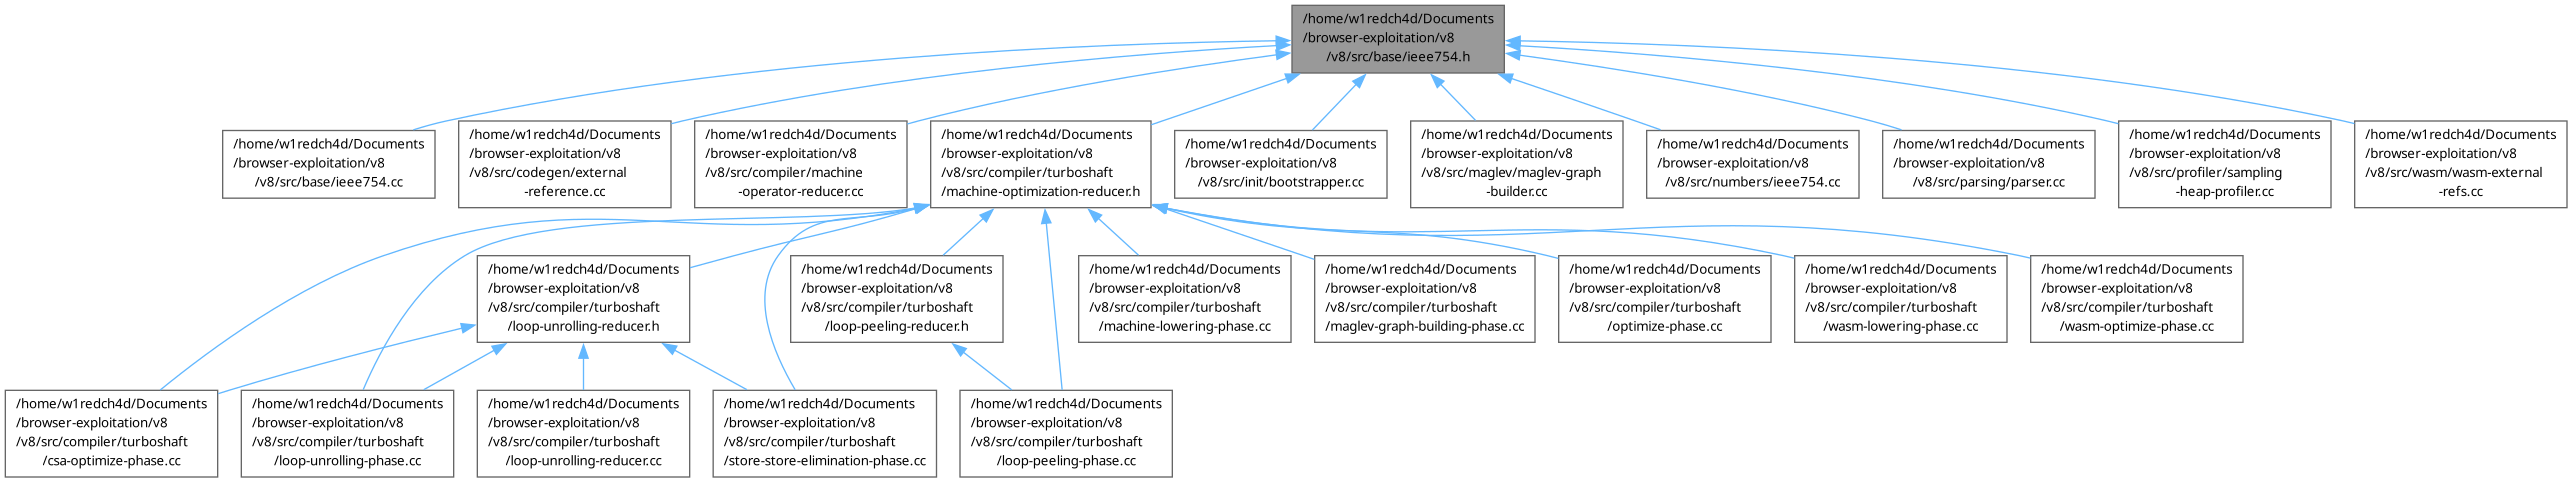 /home/w1redch4d/Documents
/browser-exploitation/v8
/v8/src/base/ieee754.h
/home/w1redch4d/Documents
/browser-exploitation/v8
/v8/src/base/ieee754.cc
/home/w1redch4d/Documents
/browser-exploitation/v8
/v8/src/codegen/external
-reference.cc
/home/w1redch4d/Documents
/browser-exploitation/v8
/v8/src/compiler/machine
-operator-reducer.cc
/home/w1redch4d/Documents
/browser-exploitation/v8
/v8/src/compiler/turboshaft
/machine-optimization-reducer.h
/home/w1redch4d/Documents
/browser-exploitation/v8
/v8/src/init/bootstrapper.cc
/home/w1redch4d/Documents
/browser-exploitation/v8
/v8/src/maglev/maglev-graph
-builder.cc
/home/w1redch4d/Documents
/browser-exploitation/v8
/v8/src/numbers/ieee754.cc
/home/w1redch4d/Documents
/browser-exploitation/v8
/v8/src/parsing/parser.cc
/home/w1redch4d/Documents
/browser-exploitation/v8
/v8/src/profiler/sampling
-heap-profiler.cc
/home/w1redch4d/Documents
/browser-exploitation/v8
/v8/src/wasm/wasm-external
-refs.cc
/home/w1redch4d/Documents
/browser-exploitation/v8
/v8/src/compiler/turboshaft
/loop-unrolling-reducer.h
/home/w1redch4d/Documents
/browser-exploitation/v8
/v8/src/compiler/turboshaft
/loop-peeling-reducer.h
/home/w1redch4d/Documents
/browser-exploitation/v8
/v8/src/compiler/turboshaft
/machine-lowering-phase.cc
/home/w1redch4d/Documents
/browser-exploitation/v8
/v8/src/compiler/turboshaft
/maglev-graph-building-phase.cc
/home/w1redch4d/Documents
/browser-exploitation/v8
/v8/src/compiler/turboshaft
/optimize-phase.cc
/home/w1redch4d/Documents
/browser-exploitation/v8
/v8/src/compiler/turboshaft
/wasm-lowering-phase.cc
/home/w1redch4d/Documents
/browser-exploitation/v8
/v8/src/compiler/turboshaft
/wasm-optimize-phase.cc
/home/w1redch4d/Documents
/browser-exploitation/v8
/v8/src/compiler/turboshaft
/csa-optimize-phase.cc
/home/w1redch4d/Documents
/browser-exploitation/v8
/v8/src/compiler/turboshaft
/loop-unrolling-phase.cc
/home/w1redch4d/Documents
/browser-exploitation/v8
/v8/src/compiler/turboshaft
/loop-unrolling-reducer.cc
/home/w1redch4d/Documents
/browser-exploitation/v8
/v8/src/compiler/turboshaft
/store-store-elimination-phase.cc
/home/w1redch4d/Documents
/browser-exploitation/v8
/v8/src/compiler/turboshaft
/loop-peeling-phase.cc